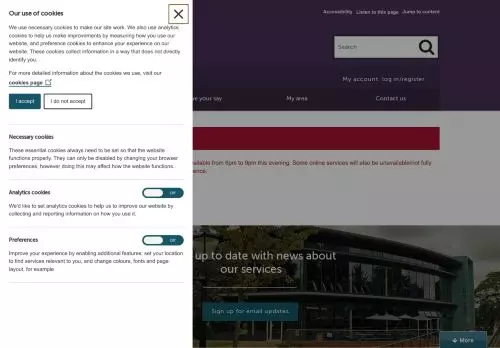 Our use of cookies
We use necessary cookies to make our site work. We also use analytics
cookies to help us make improvements by measuring how you use our
website, and preference cookies to enhance your experience on our
website. These cookies collect information in a way that does not directly
identify you.
For more detailed information about the cookies we use, visit our
cookies page
I accept
I do not accept
Necessary cookies
These essential cookies always need to be set so that the website
functions properly. They can only be disabled by changing your browser
preferences, however doing this may affect how the website functions.
Analytics cookies
Off
We'd like to set analytics cookies to help us to improve our website by
collecting and reporting information on how you use it.
Preferences
Off
Improve your experience by enabling additional features; set your location
to find services relevant to you, and change colours, fonts and page
layout, for example
Accessibility Listen to this page Jump to content
Search
My account: log in/register
your say My area Contact us
from 6pm to 9pm this evening. Some online services will also be unavailable/not fully
up to date with news about
our services
Sign up for email updates
More